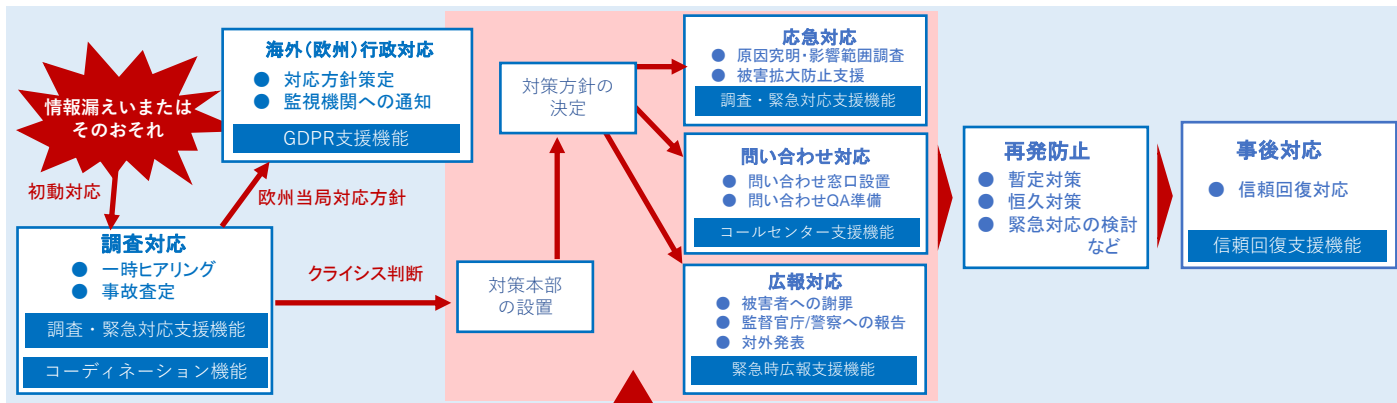 情報漏えいまたは
そのおそれ
初動対応
海外(欧州)行政対応
● 対応方針策定
● 監視機関への通知
GDPR支援機能
欧州当局対応方針
調査対応
● 一時ヒアリング
● 事故査定
調査・緊急対応支援機能
コーディネーション機能
クライシス判断
対策本部
の設置
対策方針の
決定
応急対応
● 原因究明・影響範囲調査
● 被害拡大防止支援
調査・緊急対応支援機能
問い合わせ対応
● 問い合わせ窓口設置
● 問い合わせQA準備
コールセンター支援機能
広報対応
● 被害者への謝罪
● 監督官庁/警察への報告
● 対外発表
緊急時広報支援機能
再発防止
● 暫定対策
● 恒久対策
● 緊急対応の検討
など
事後対応
● 信頼回復対応
信頼回復支援機能